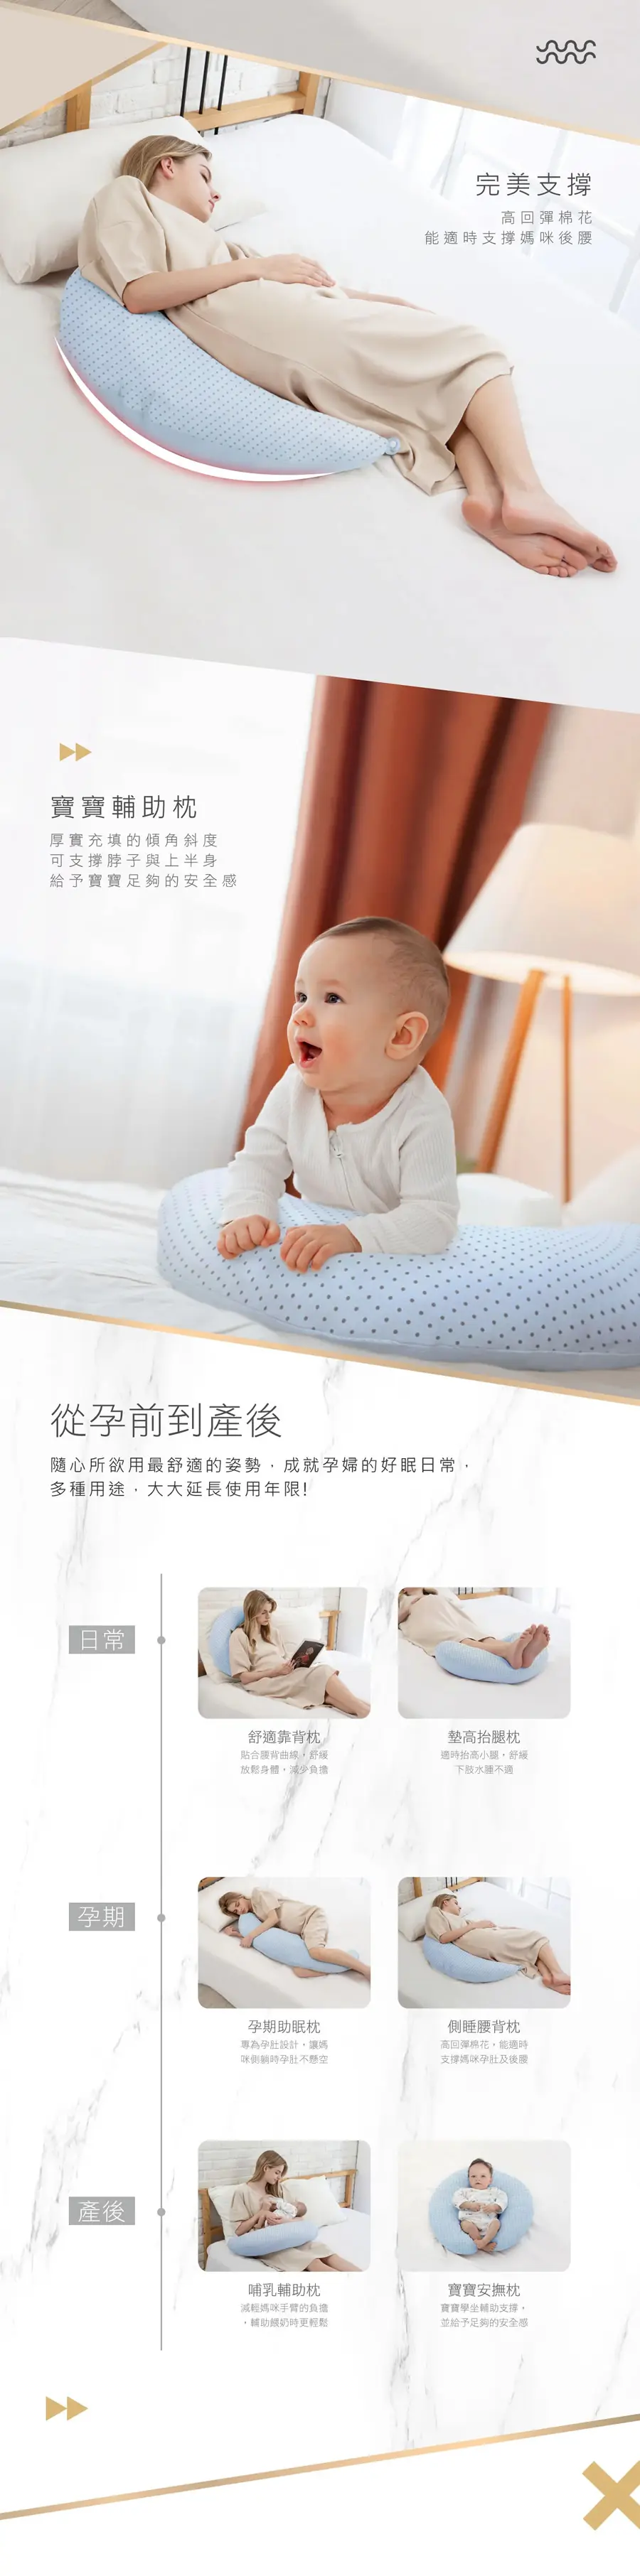 完美支撐
高回彈棉花
能適時支撐媽咪後腰
寶寶輔助枕
厚實充填的傾角斜度
可支撐脖子與上半身
給予寶寶足夠的安全感
從孕前到產後
隨心所欲用最舒適的姿勢，成就孕婦的好眠日常，
多種用途，大大延長使用年限!
日常
舒適靠背枕
貼合腰背曲線，舒緩
放鬆身體，減少負擔
墊高抬腿枕
適時抬高小腿，舒緩
下肢水腫不適
孕期
孕期助眠枕
專為孕肚設計，讓媽
咪側躺時孕肚不懸空
側睡腰背枕
高回彈棉花，能適時
支撐媽咪孕肚及後腰
產後
哺乳輔助枕
減輕媽咪手臂的負擔
，輔助餵奶時更輕鬆
寶寶安撫枕
寶寶學坐輔助支撐，
並給予足夠的安全感